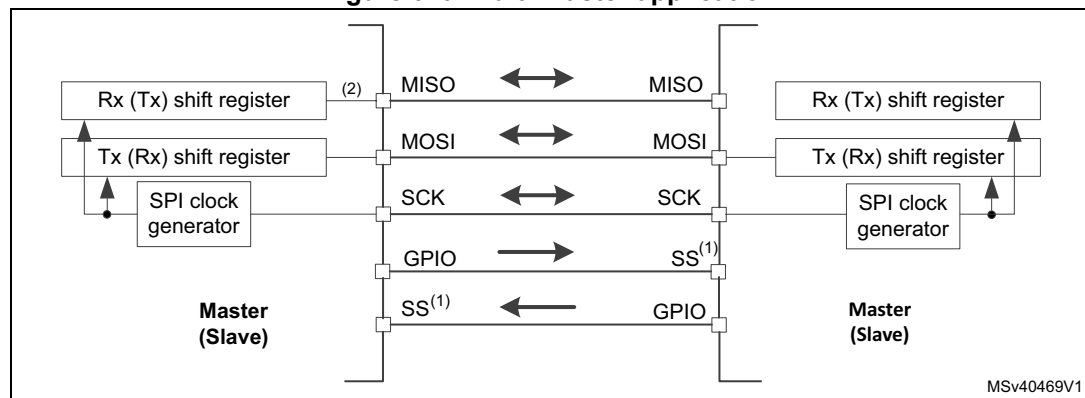 Rx (Tx) shift register
(2)
MISO
MISO
Rx (Tx) shift register
Tx (Rx) shift register
MOSI
MOSI
Tx (Rx) shift register
SPI clock
generator
SCK
SCK
SPI clock
generator
GPIO
SS(1)
SS(1)
GPIO
Master
(Slave)
Master
(Slave)
MSv40469V1